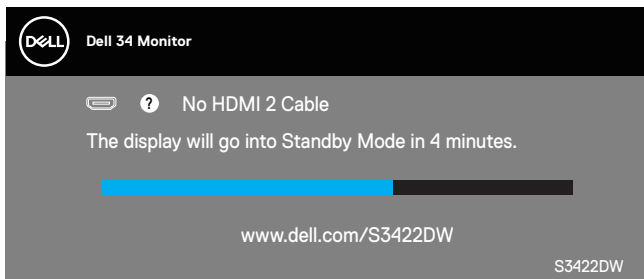 DELL
Dell 34 Monitor
? No HDMI 2 Cable
The display will go into Standby Mode in 4 minutes.
www.dell.com/S3422DW
S3422DW